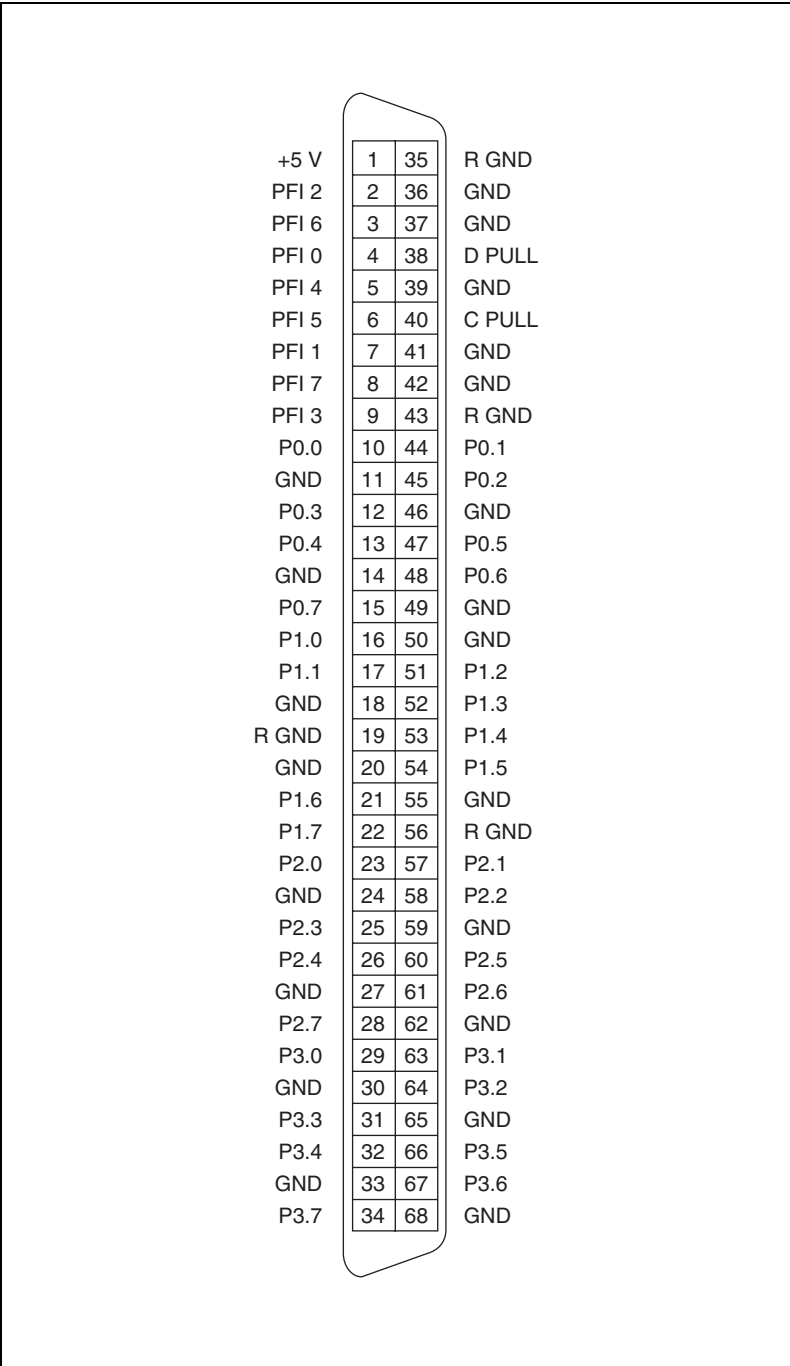 +5 V 1 35 R GND
PFI 2 2 36 GND
PFI 6 3 37 GND
PFI 0 4 38 D PULL
PFI 4 5 39 GND
PFI 5 6 40 C PULL
PFI 1 7 41 GND
PFI 7 8 42 GND
PFI 3 9 43 R GND
P0.0 10 44 P0.1
GND 11 45 P0.2
P0.3 12 46 GND
P0.4 13 47 P0.5
GND 14 48 P0.6
P0.7 15 49 GND
P1.0 16 50 GND
P1.1 17 51 P1.2
GND 18 52 P1.3
R GND 19 53 P1.4
GND 20 54 P1.5
P1.6 21 55 GND
P1.7 22 56 R GND
P2.0 23 57 P2.1
GND 24 58 P2.2
P2.3 25 59 GND
P2.4 26 60 P2.5
GND 27 61 P2.6
P2.7 28 62 GND
P3.0 29 63 P3.1
GND 30 64 P3.2
P3.3 31 65 GND
P3.4 32 66 P3.5
GND 33 67 P3.6
P3.7 34 68 GND